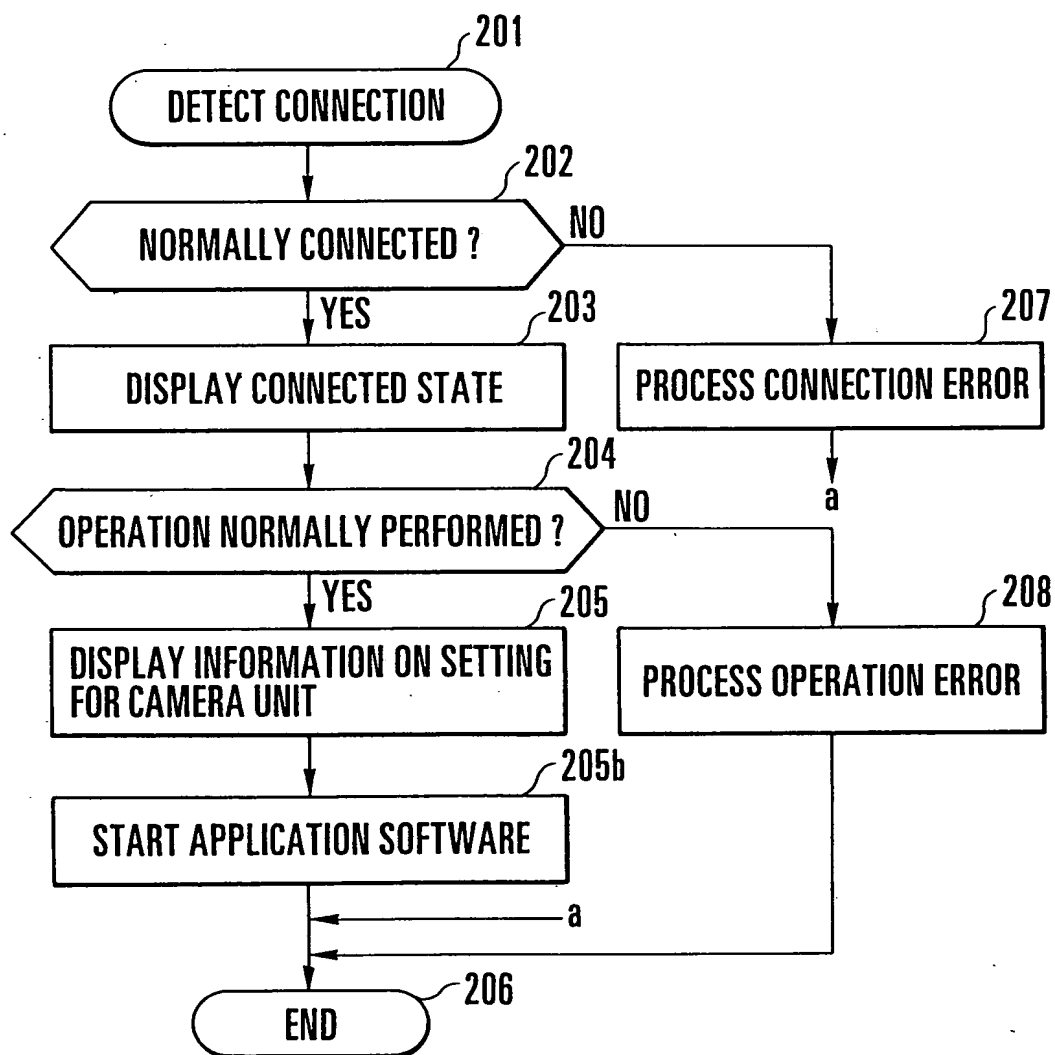 201
DETECT CONNECTION
202
NORMALLY CONNECTED ?
NO
YES
203
207
DISPLAY CONNECTED STATE
PROCESS CONNECTION ERROR
204
a
OPERATION NORMALLY PERFORMED ?
NO
YES
205
208
DISPLAY INFORMATION ON SETTING
FOR CAMERA UNIT
PROCESS OPERATION ERROR
205b
START APPLICATION SOFTWARE
a
206
END